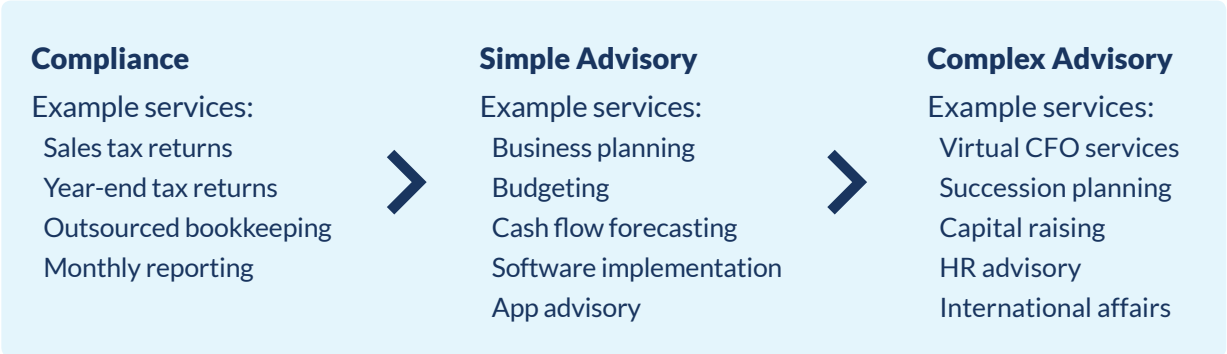 Compliance
Example services:
Sales tax returns
Year-end tax returns
Outsourced bookkeeping
Monthly reporting
Simple Advisory
Example services:
Business planning
Budgeting
Cash flow forecasting
Software implementation
App advisory
Complex Advisory
Example services:
Virtual CFO services
Succession planning
Capital raising
HR advisory
International affairs